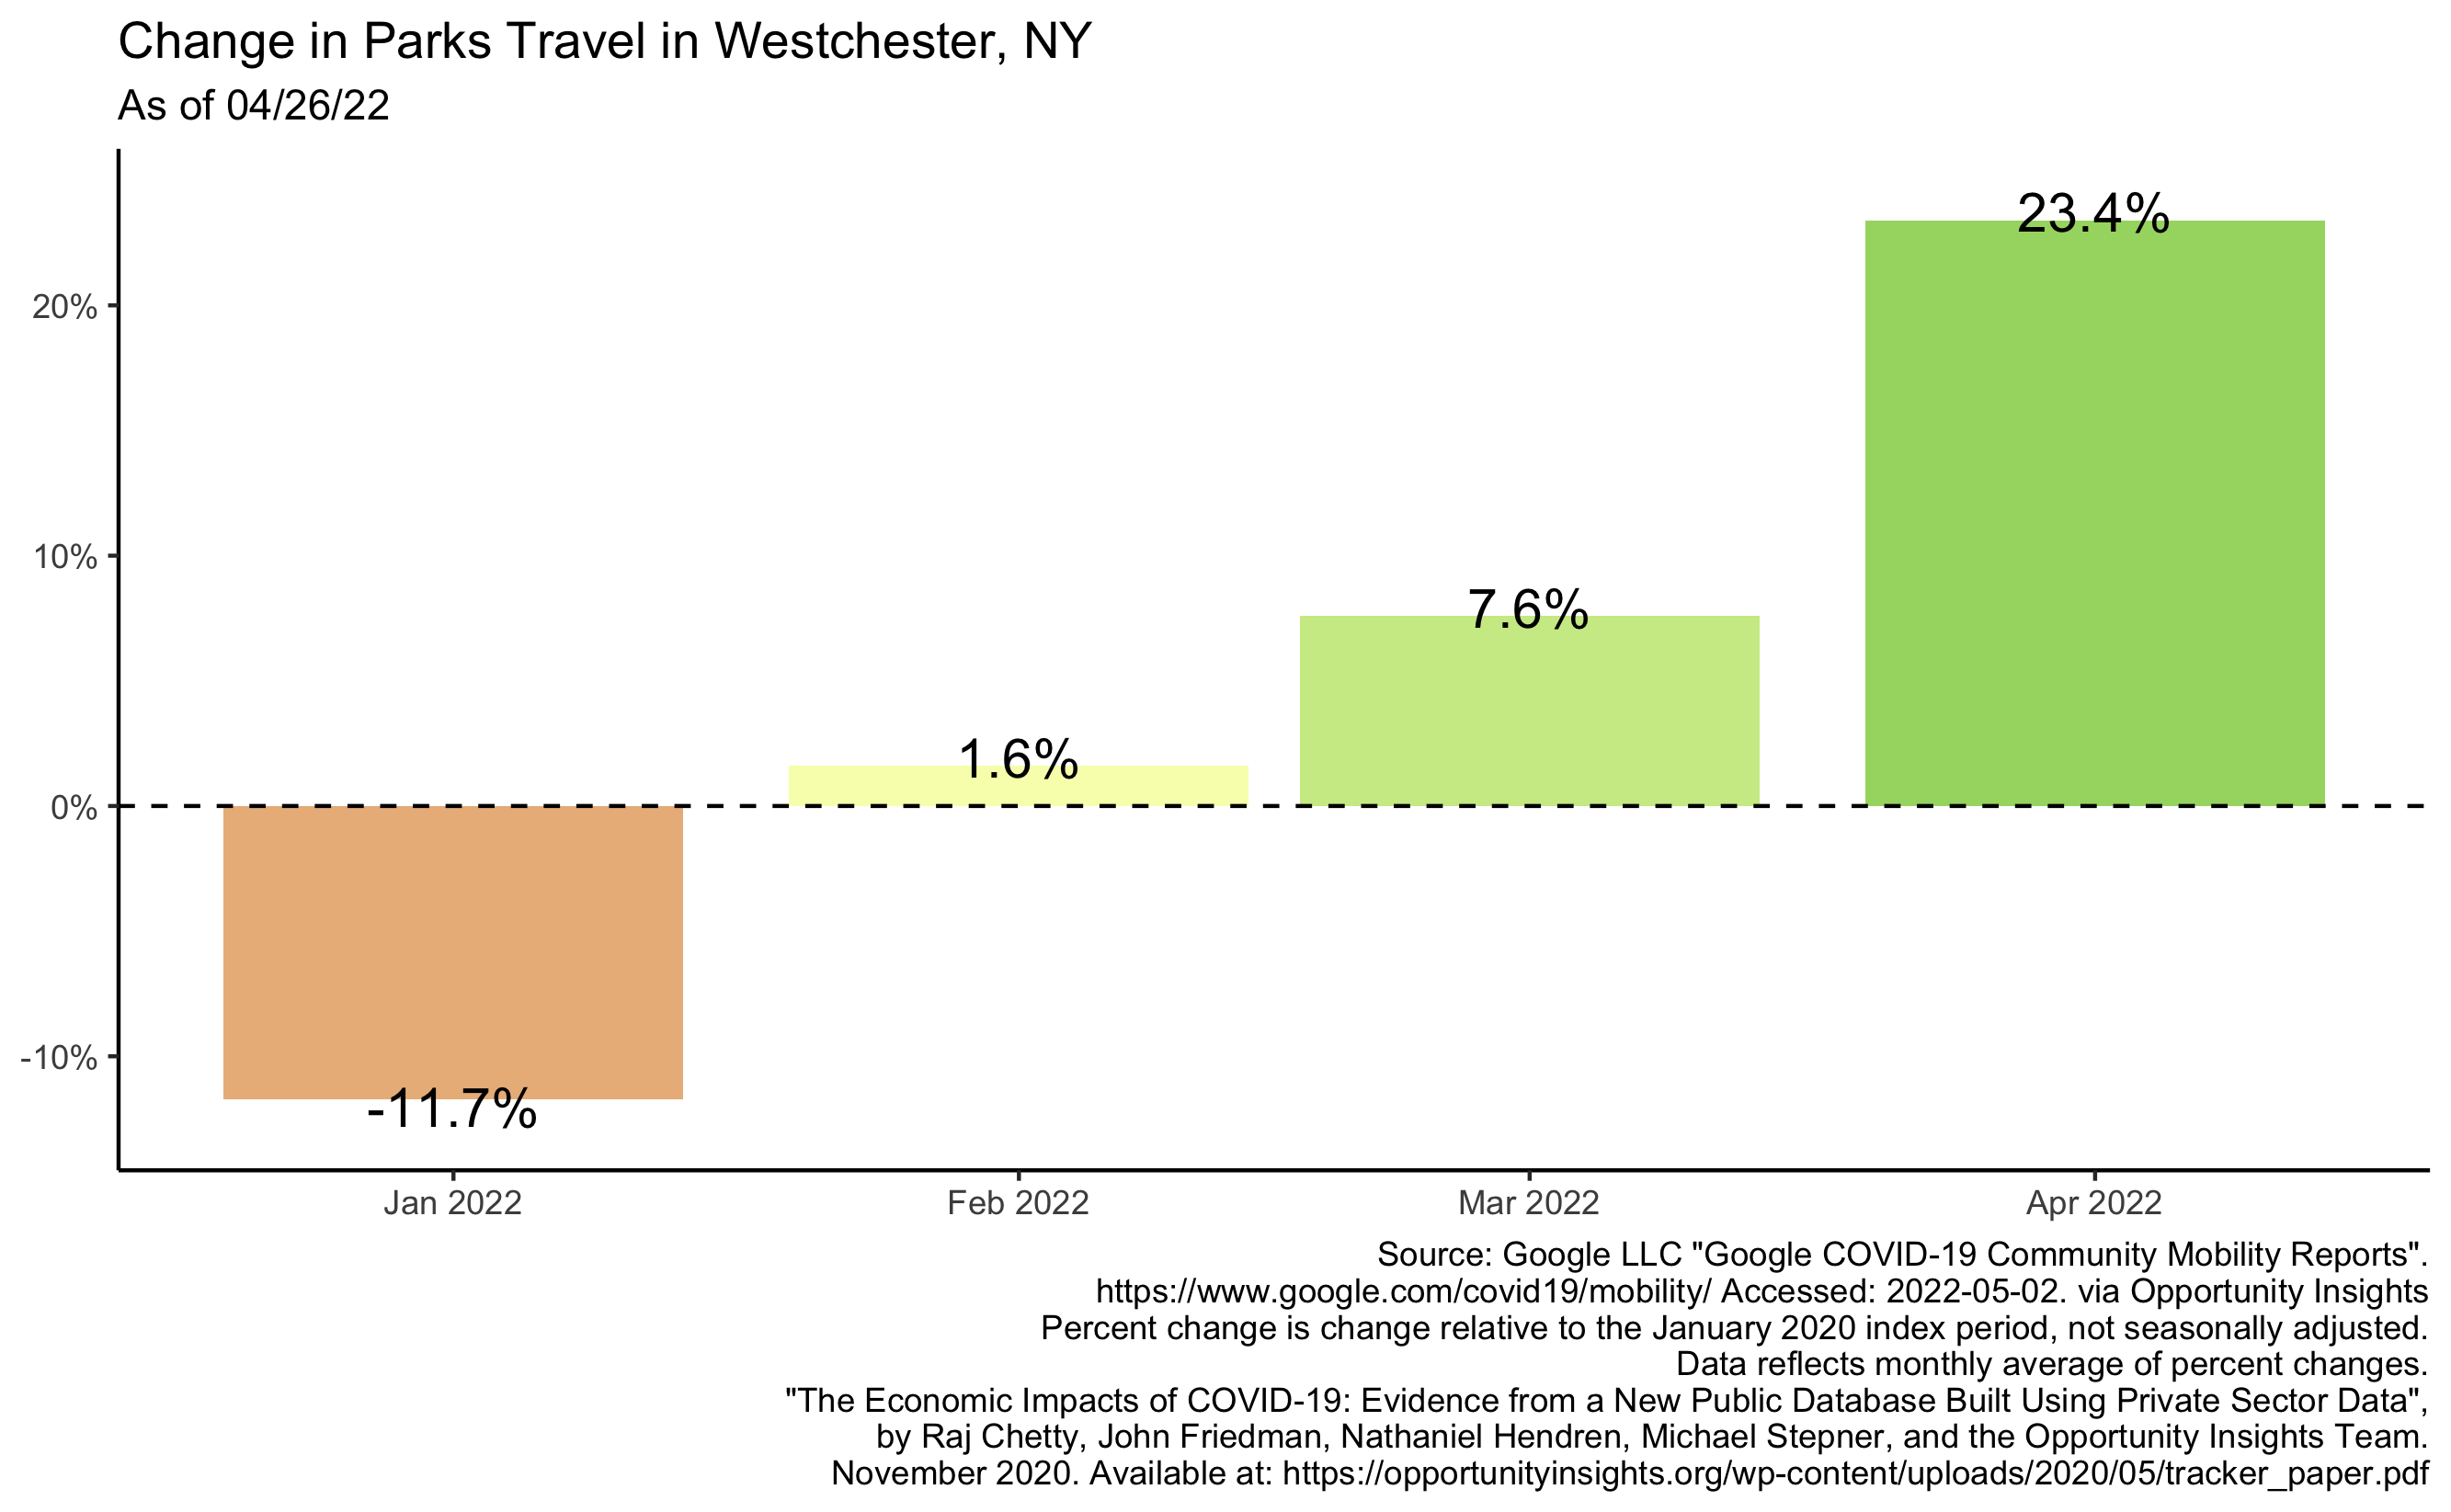 Change in Parks Travel in Westchester, NY
As of 04/26/22
23.4%
20%
10%
7.6%
1.6%
0%
-10%
-11.7%
Jan 2022 Feb 2022 Mar 2022 Apr 2022
Source: Google LLC "Google COVID-19 Community Mobility Reports".
https://www.google.com/covid19/mobility/ Accessed: 2022-05-02. via Opportunity Insights
Percent change is change relative to the January 2020 index period, not seasonally adjusted.
Data reflects monthly average of percent changes.
"The Economic Impacts of COVID-19: Evidence from a New Public Database Built Using Private Sector Data",
by Raj Chetty, John Friedman, Nathaniel Hendren, Michael Stepner, and the Opportunity Insights Team.
November 2020. Available at: https://opportunityinsights.org/wp-content/uploads/2020/05/tracker_paper.pdf